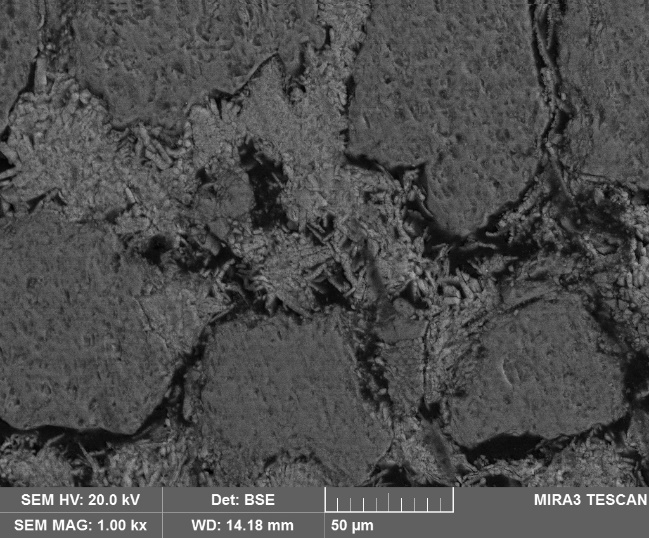 SEM HV: 20.0 kV Det: BSE MIRA3 TESCAN
SEM MAG: 1.00 kx WD: 14.18 mm 50 µm